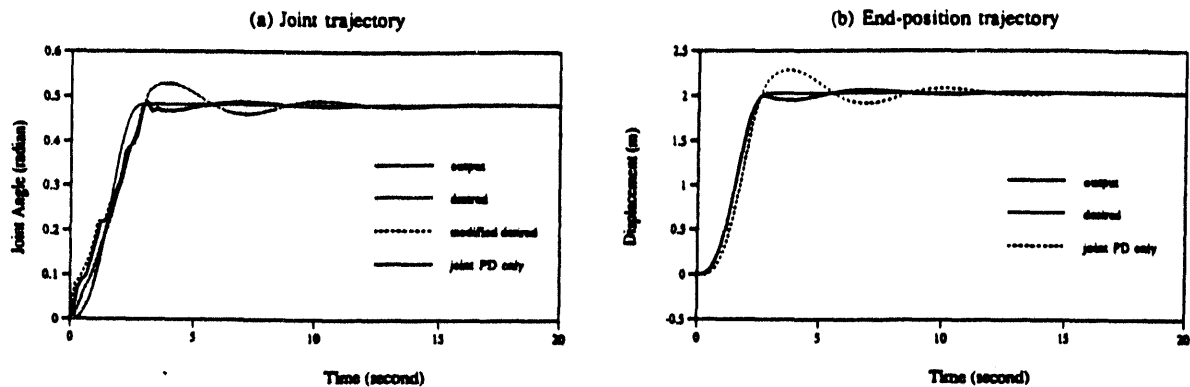 (a) Joint trajectory
0.6
0.5
0.4
0.3
0.2
0.1
0
Joint Angle (radian)
output
desired
modified desired
joint PD only
0
5
10
15
20
Time (second)
(b) End-position trajectory
2.5
2
1.5
1
0.5
0
-0.5
Displacement (m)
output
desired
joint PD only
0
5
10
15
20
Time (second)